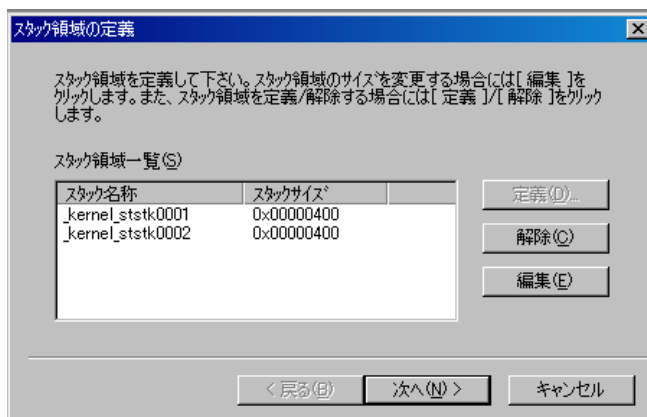 スタック領域の定義
スタック領域を定義して下さい。スタック領域のサイズを変更する場合には[ 編集 ]を
クリックします。また、スタック領域を定義/解除する場合には[ 定義 ]/[ 解除 ]をクリック
します。
スタック領域一覧(S)
スタック名称 スタックサイズ
_kernel_ststk0001 0x00000400
_kernel_ststk0002 0x00000400
定義(D)...
解除(C)
編集(E)
< 戻る(B) 次へ(N) > キャンセル